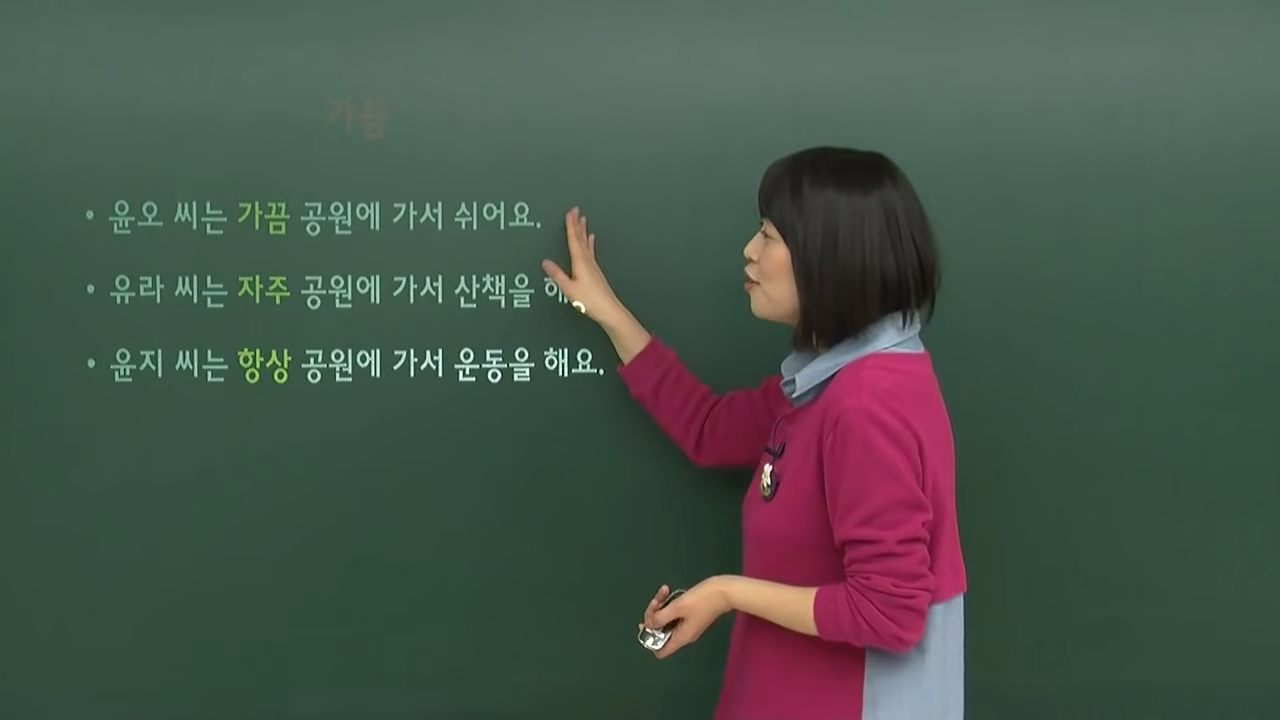 가끔
• 윤오 씨는 가끔 공원에 가서 쉬어요.
• 유라 씨는 자주 공원에 가서 산책을
• 윤지 씨는 항상 공원에 가서 운동을 해요.